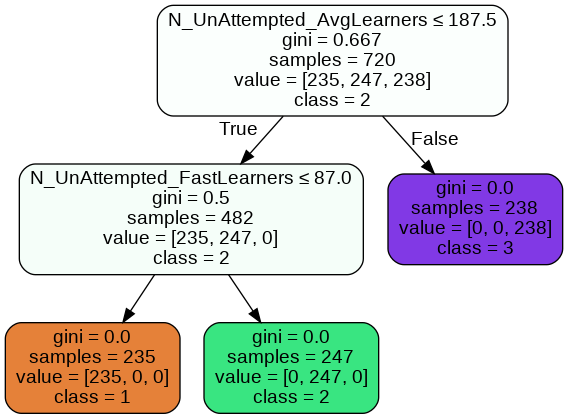 N_UnAttempted_AvgLearners ≤ 187.5
gini = 0.667
samples = 720
value = [235, 247, 238]
class = 2
True
False
N_UnAttempted_FastLearners ≤ 87.0
gini = 0.5
samples = 482
value = [235, 247, 0]
class = 2
gini = 0.0
samples = 238
value = [0, 0, 238]
class = 3
gini = 0.0
samples = 235
value = [235, 0, 0]
class = 1
gini = 0.0
samples = 247
value = [0, 247, 0]
class = 2